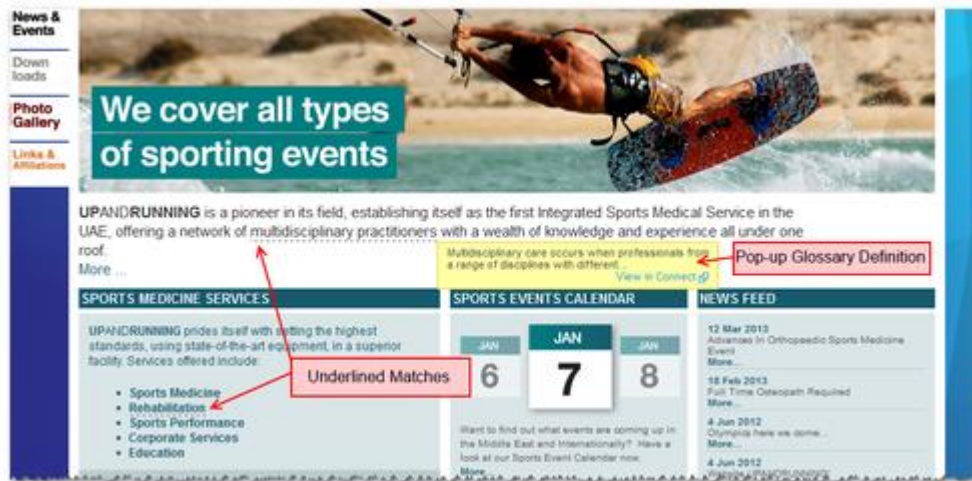 News &
Events
Down
loads
Photo
Gallery
Links &
Affiliations
We cover all types
of sporting events
UPANDRUNNING is a pioneer in its field, establishing itself as the first Integrated Sports Medical Service in the
UAE, offering a network of multidisciplinary practitioners with a wealth of knowledge and experience all under one
roof.
More ...
Multidisciplinary care occurs when professionals from
a range of disciplines with different...
View in Connect
Pop-up Glossary Definition
SPORTS MEDICINE SERVICES
UPANDRUNNING prides itself with setting the highest
standards, using state-of-the-art equipment, in a superior
facility. Services offered include:
Underlined Matches
• Sports Medicine
• Rehabilitation
• Sports Performance
• Corporate Services
• Education
SPORTS EVENTS CALENDAR
JAN
6
JAN
7
JAN
8
Want to find out what events are coming up in
the Middle East and Internationally? Have a
look at our Sports Event Calender now.
More
NEWS FEED
12 Mar 2013
Advances In Orthopaedic Sports Medicine
Event
More...
18 Feb 2013
Full Time Osteopath Required
More...
4 Jun 2012
Olympics here we come...
More...
4 Jun 2012
UPANDRUNNING